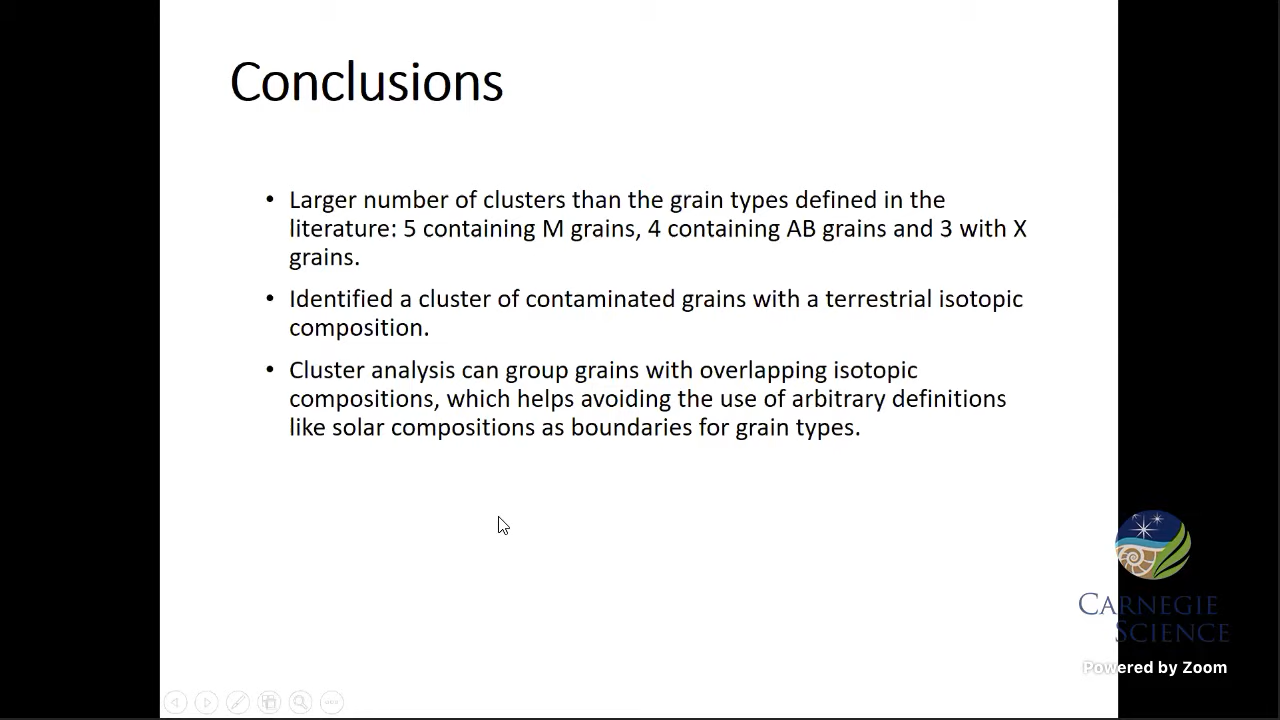 Conclusions
• Larger number of clusters than the grain types defined in the
literature: 5 containing M grains, 4 containing AB grains and 3 with X
grains.
• Identified a cluster of contaminated grains with a terrestrial isotopic
composition.
• Cluster analysis can group grains with overlapping isotopic
compositions, which helps avoiding the use of arbitrary definitions
like solar compositions as boundaries for grain types.
CARNEGIE
SCIENCE
Powered by Zoom